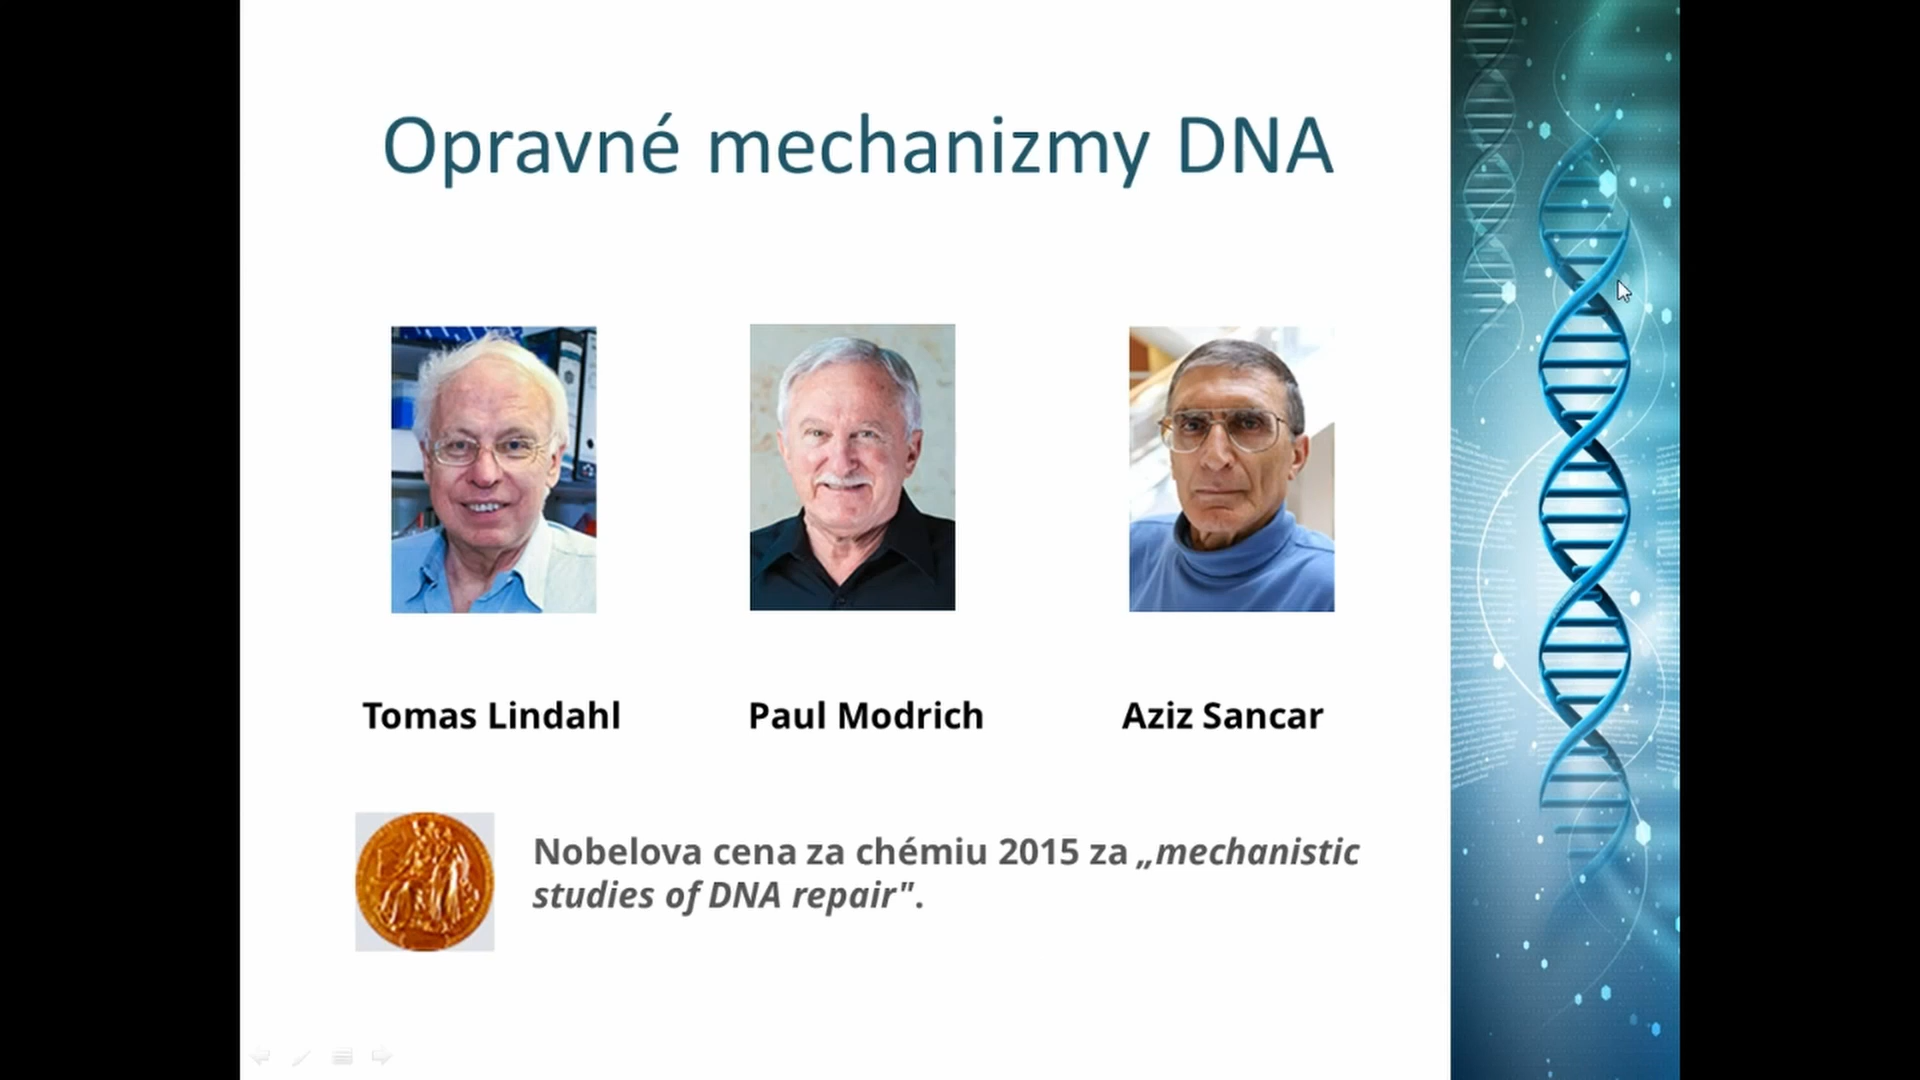 Opravné mechanizmy DNA
Tomas Lindahl
Paul Modrich
Aziz Sancar
Nobelova cena za chémiu 2015 za „mechanistic
studies of DNA repair".